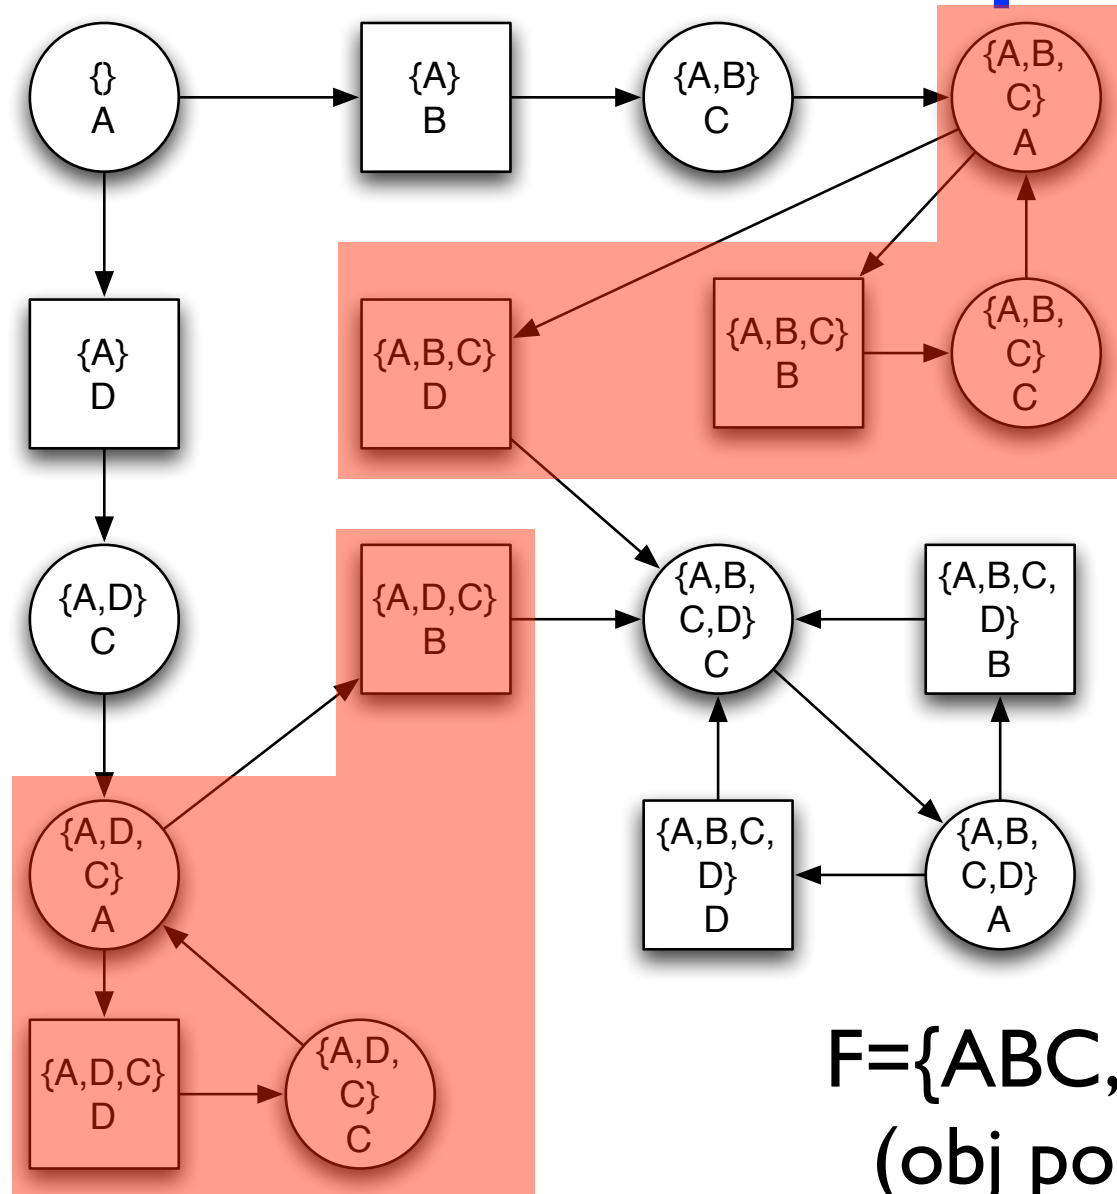 {}
A
{A}
B
{A,B}
C
{A,B,
C}
A
{A}
D
{A,B,C}
D
{A,B,C}
B
{A,B,
C}
C
{A,D}
C
{A,D,C}
B
{A,B,
C,D}
C
{A,B,C,
D}
B
{A,D,
C}
A
{A,B,C,
D}
D
{A,B,
C,D}
A
{A,D,C}
D
{A,D,
C}
C
F={ABC,
(obj po